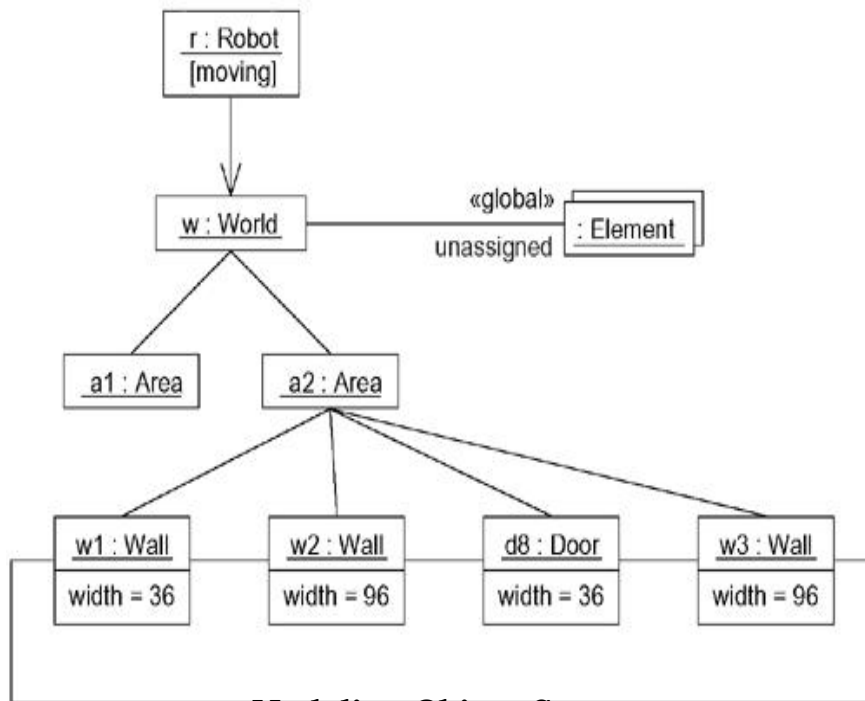 r : Robot
[moving]
w : World
«global»
unassigned
: Element
a1 : Area
a2 : Area
w1 : Wall
width = 36
w2 : Wall
width = 96
d8 : Door
width = 36
w3 : Wall
width = 96